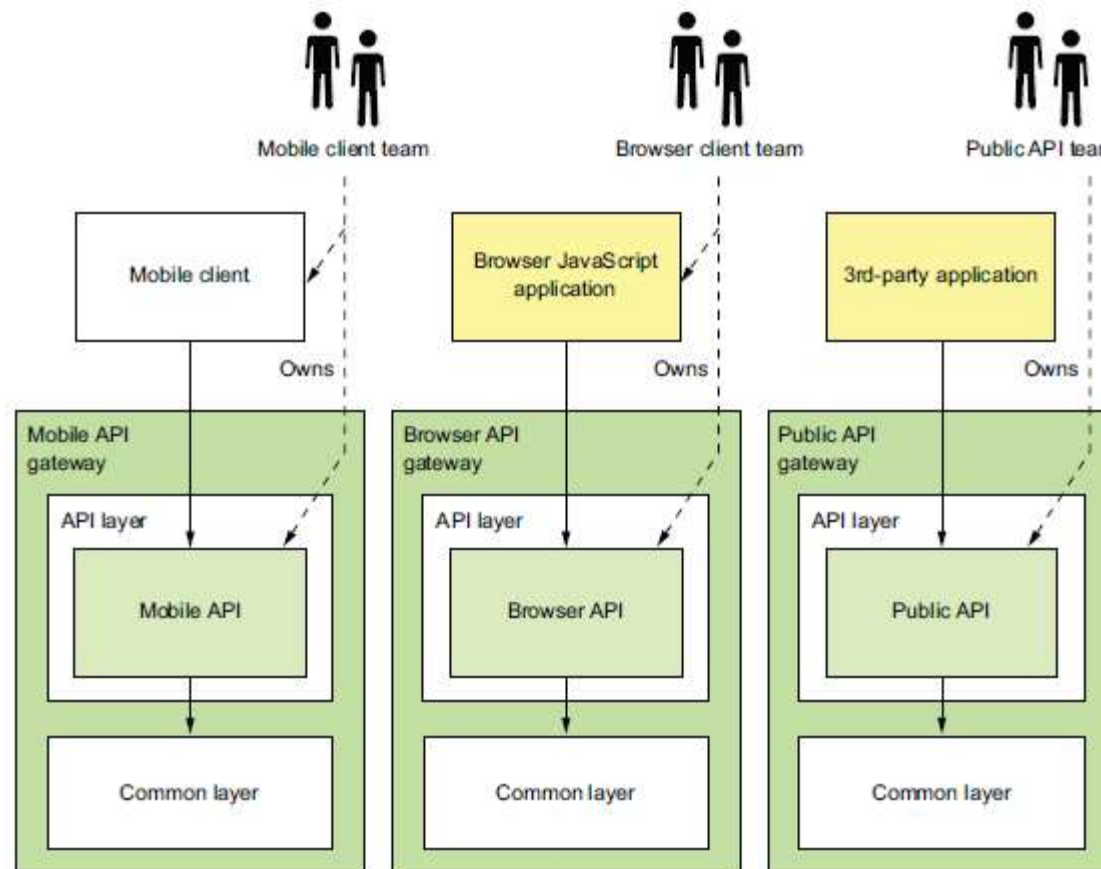 Mobile client team
Browser client team
Public API team
Mobile client
Browser JavaScript
application
3rd-party application
Owns
Owns
Owns
Mobile API
gateway
Browser API
gateway
Public API
gateway
API layer
API layer
API layer
Mobile API
Browser API
Public API
Common layer
Common layer
Common layer